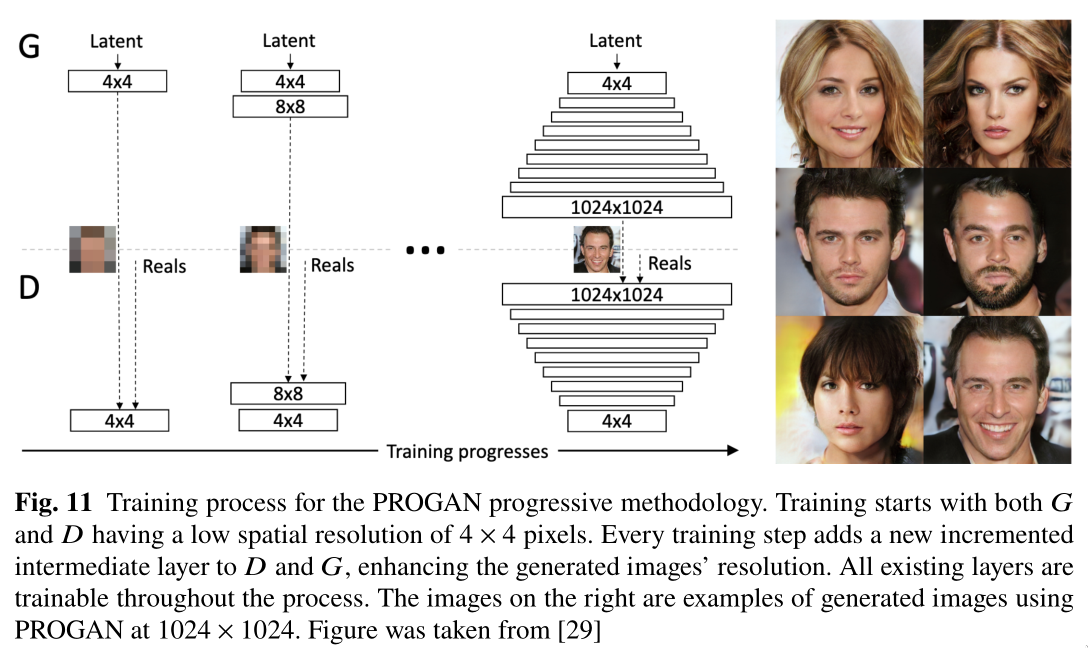 G
Latent
Latent
Latent
4x4
4x4
4x4
8x8
1024x1024
Reals
Reals
Reals
D
1024x1024
8x8
4x4
4x4
4x4
Training progresses
Fig. 11 Training process for the PROGAN progressive methodology. Training starts with both G
and D having a low spatial resolution of 4 × 4 pixels. Every training step adds a new incremented
intermediate layer to D and G, enhancing the generated images’ resolution. All existing layers are
trainable throughout the process. The images on the right are examples of generated images using
PROGAN at 1024 × 1024. Figure was taken from [29]